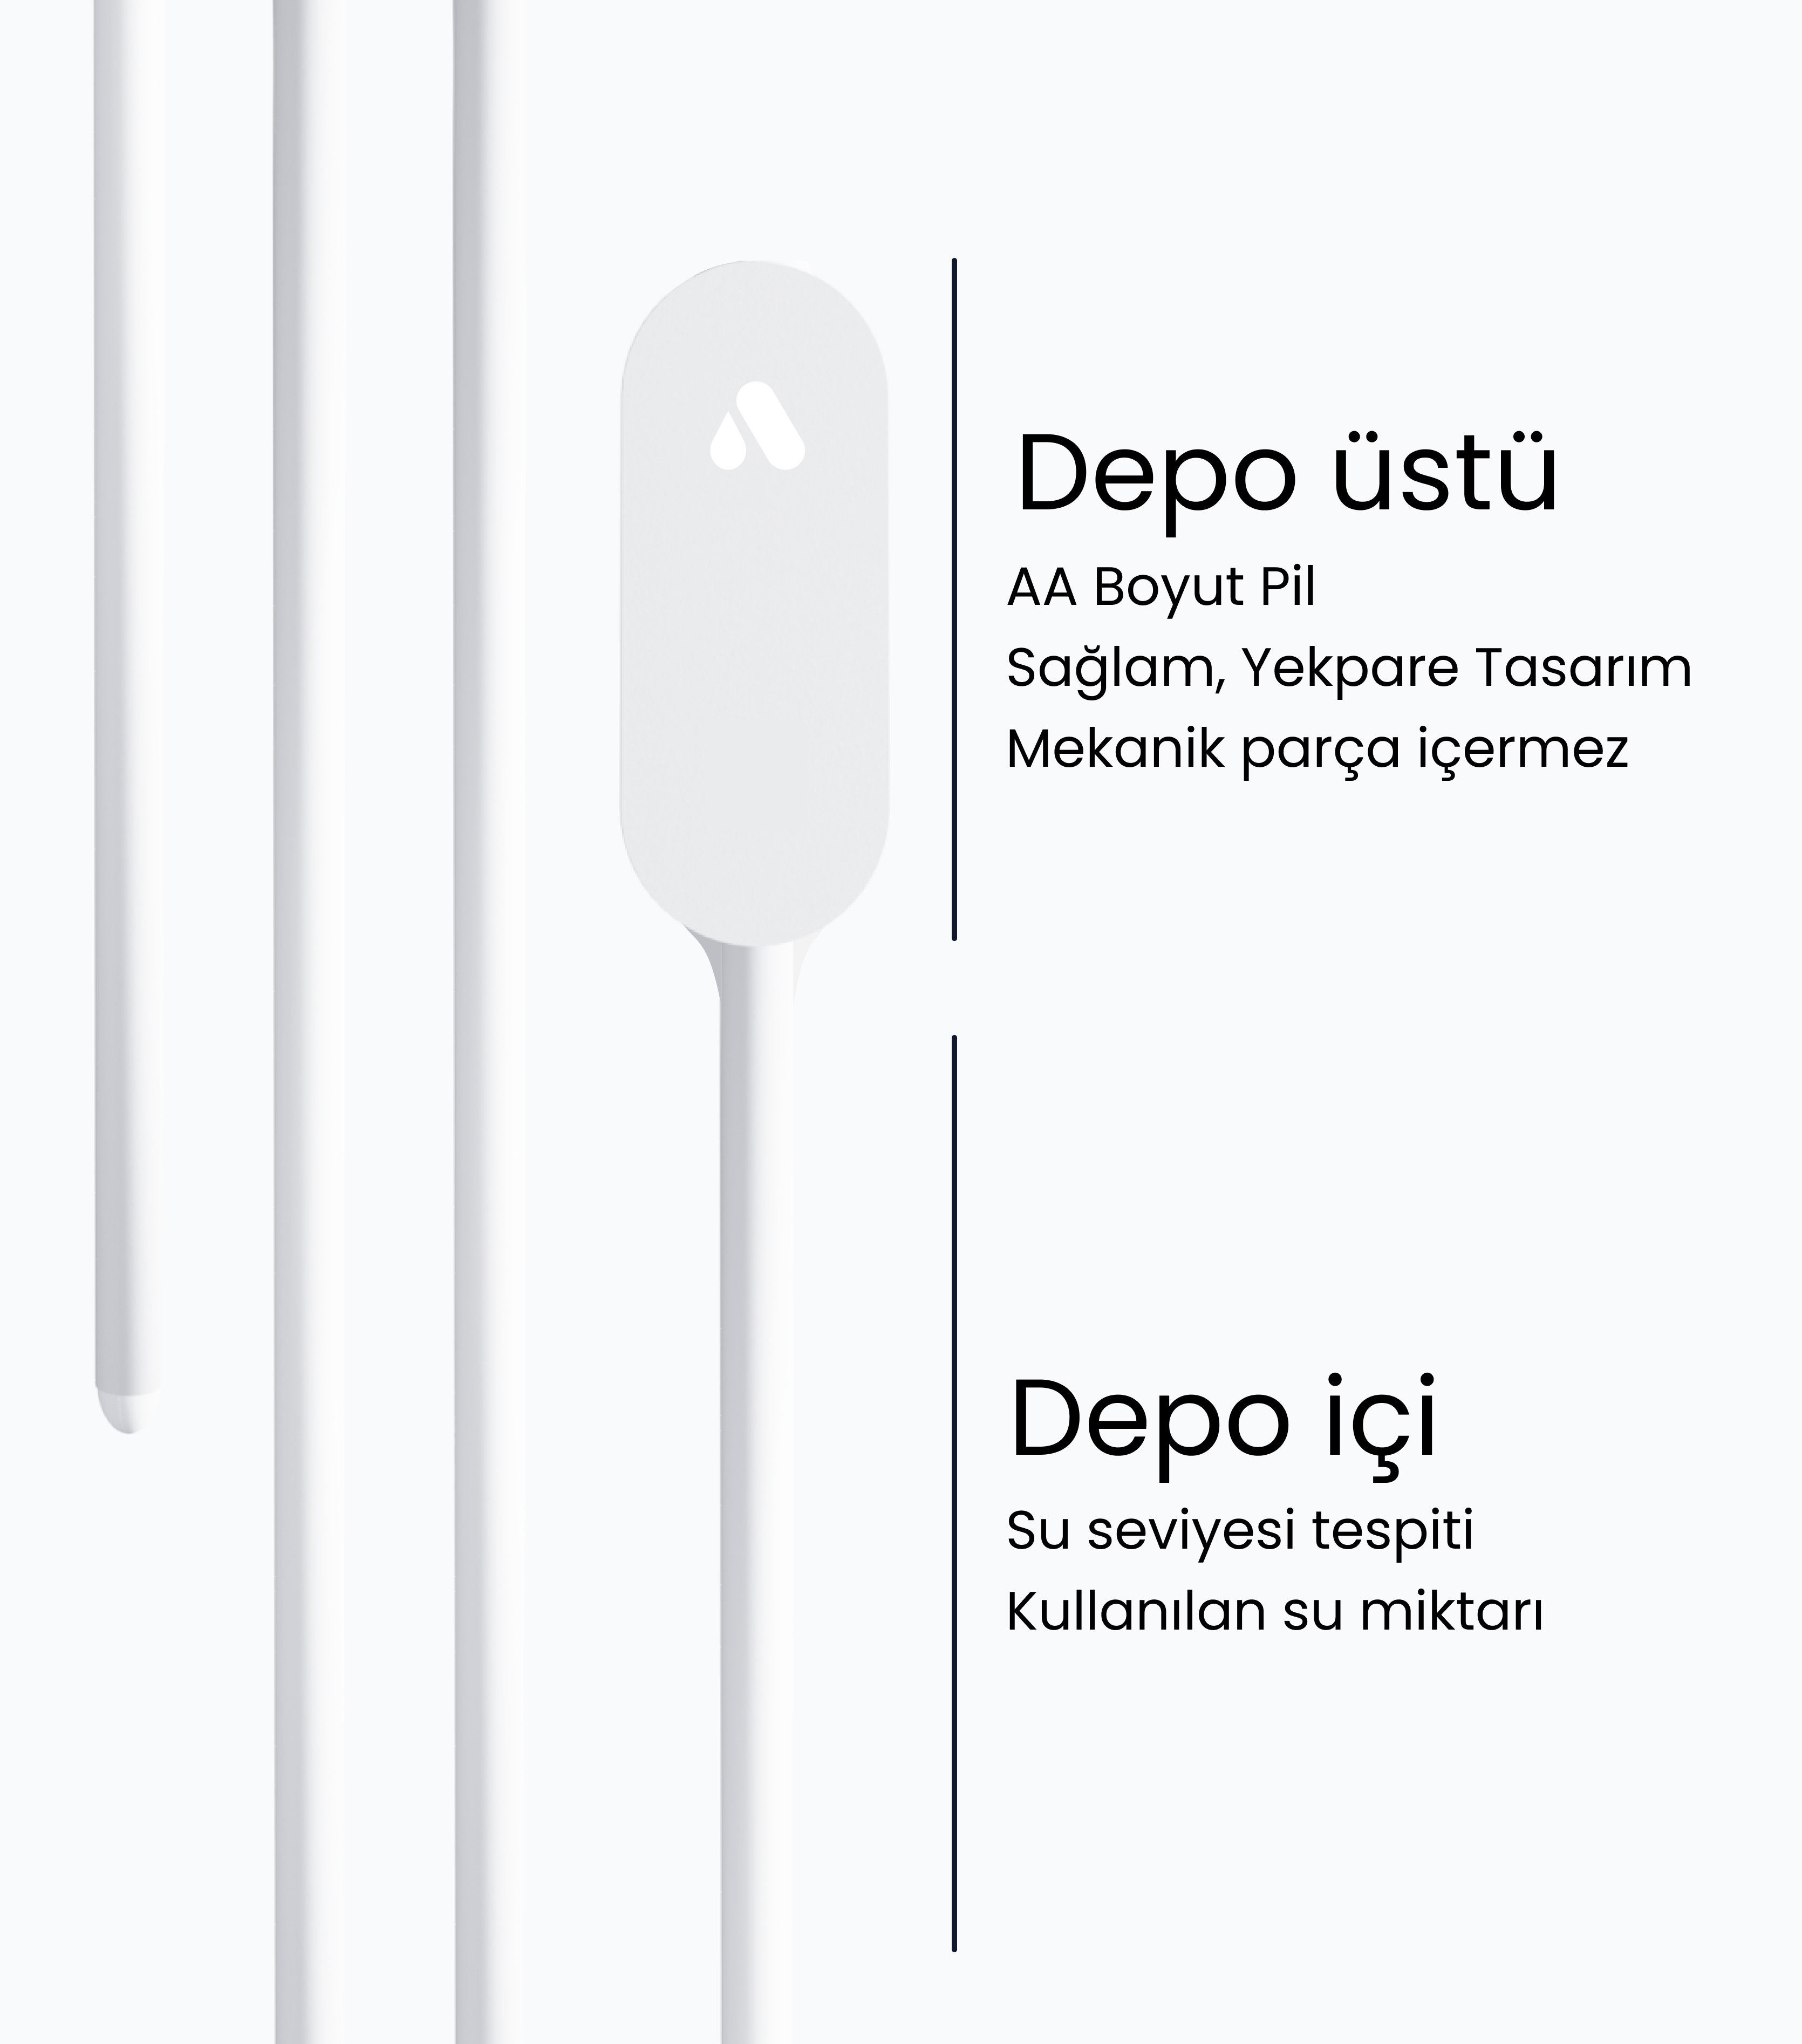 Depo üstü
AA Boyut Pil
Sağlam, Yekpare Tasarım
Mekanik parça içermez
Depo içi
Su seviyesi tespiti
Kullanılan su miktarı